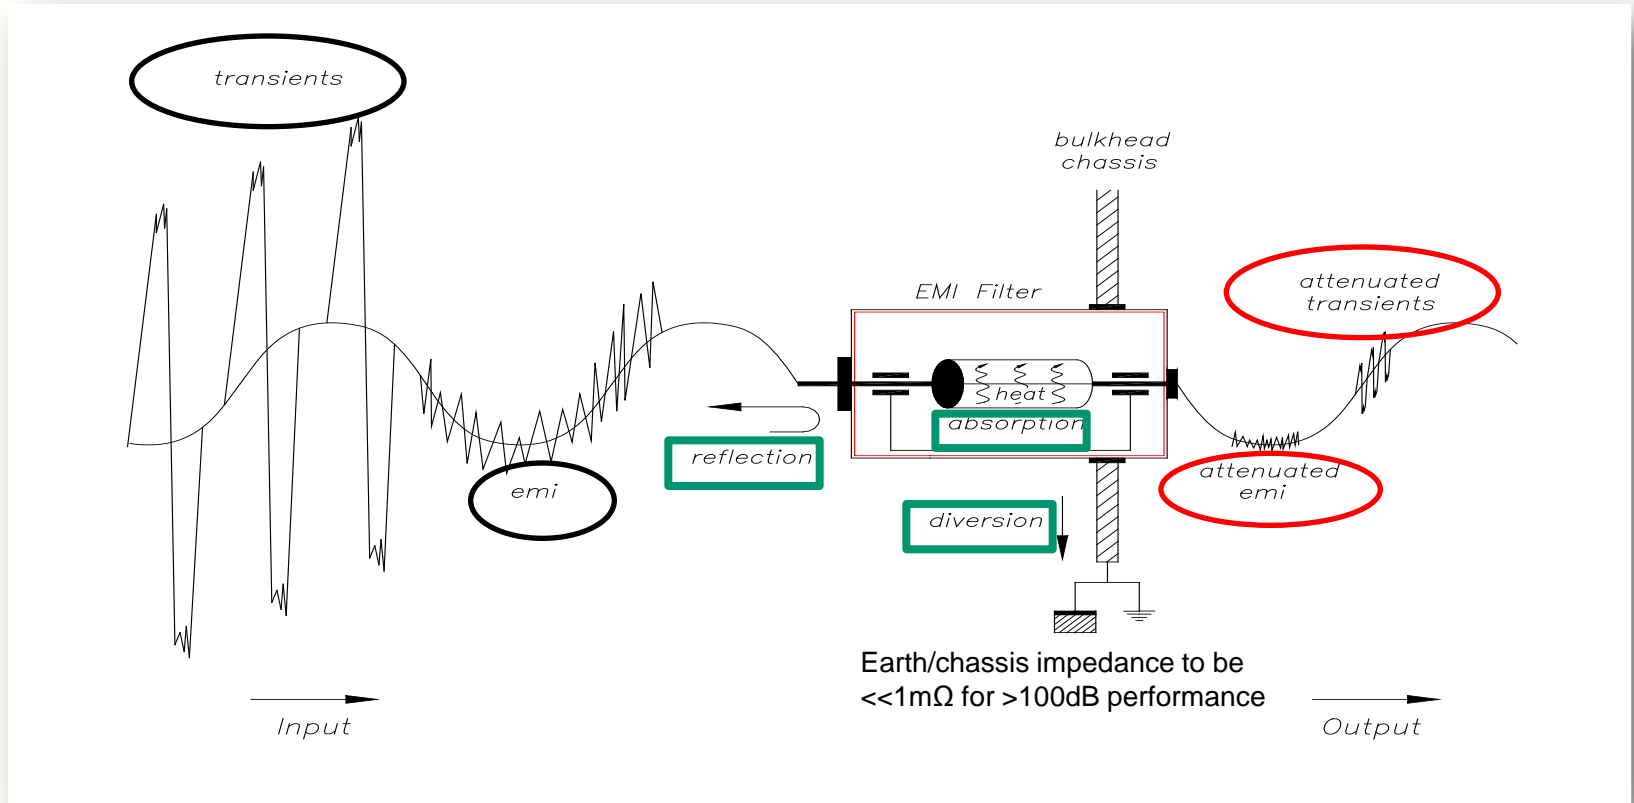 transients
bulkhead
chassis
EMI Filter
attenuated
transients
heat
absorption
reflection
attenuated
emi
emi
diversion
Earth/chassis impedance to be
<<1mΩ for >100dB performance
Input
Output